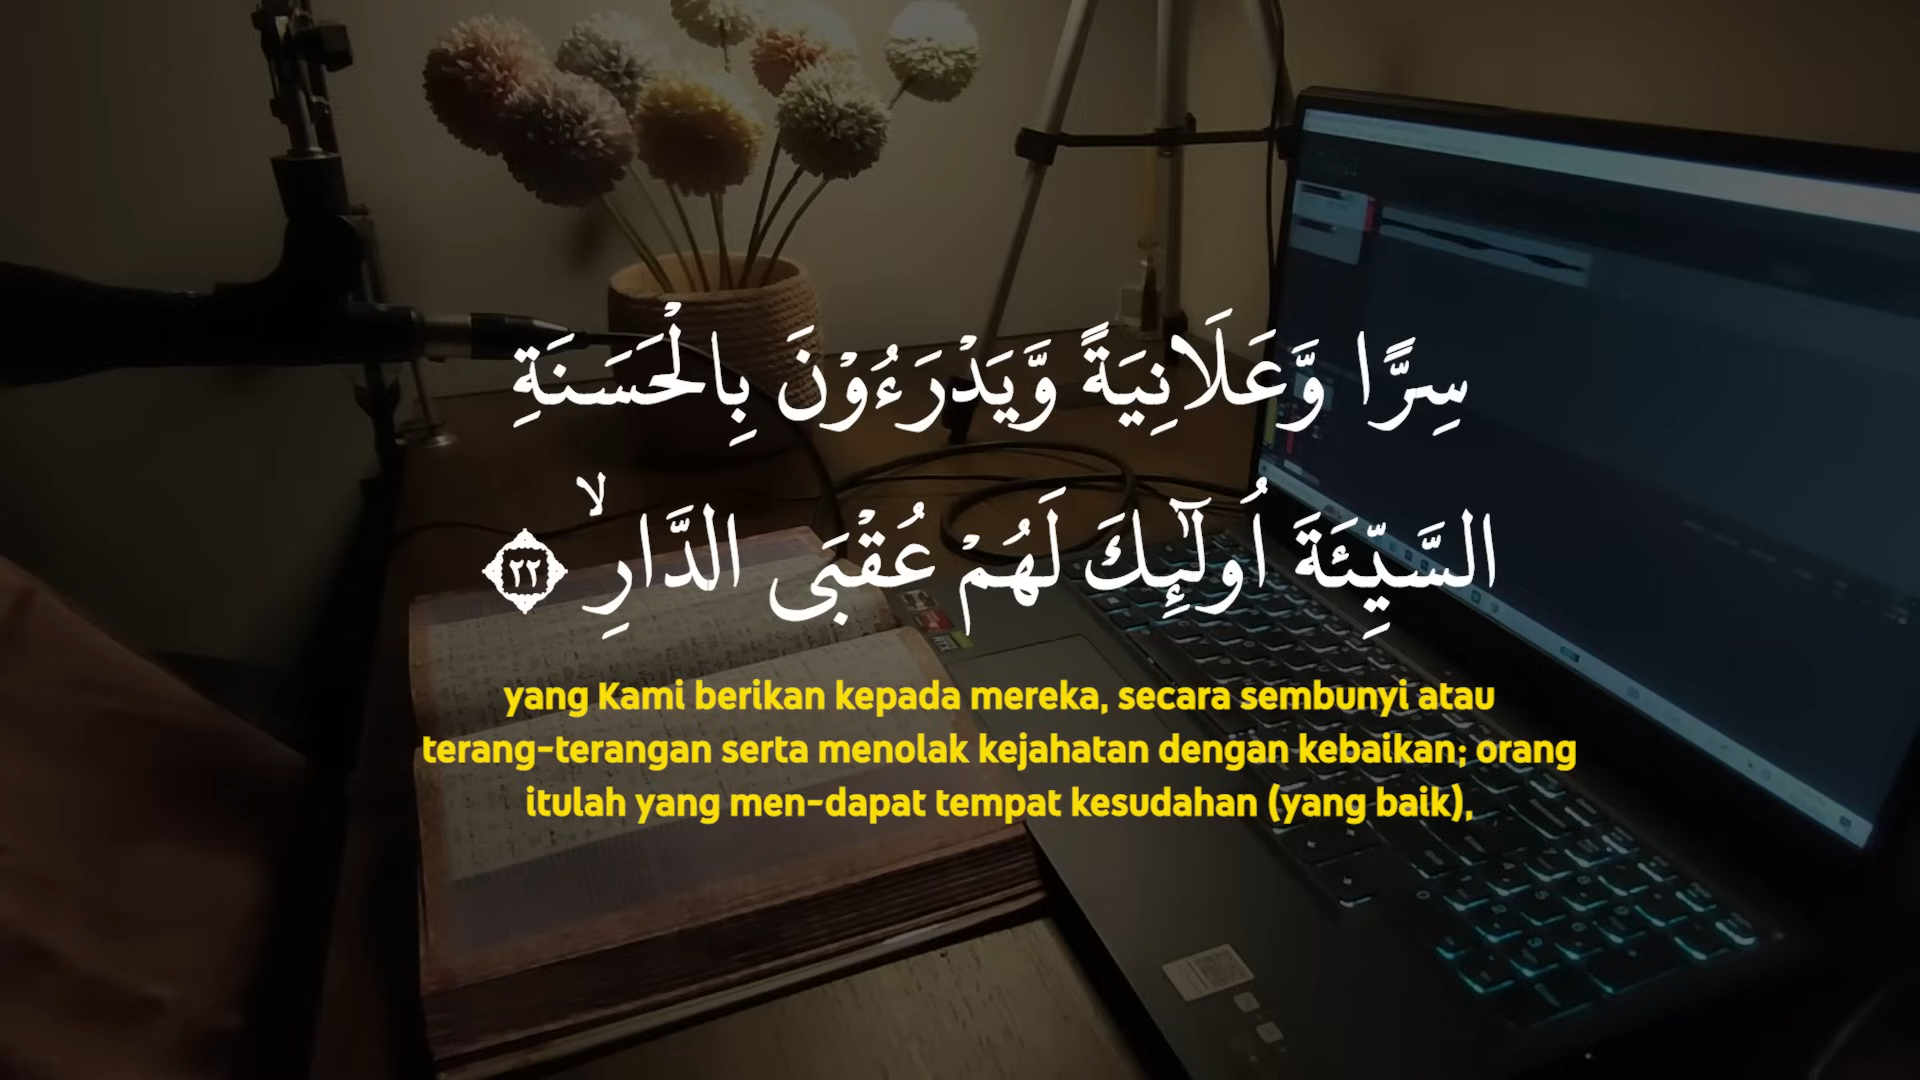 سِرًّا وَّعَلَانِيَةً وَّيَدْرَءُوْنَ بِالْحَسَنَةِ
السَّيِّئَةَ اُولٰۤىِٕكَ لَهُمْ عُقْبَى الدَّارِۙ ٢٢
yang Kami berikan kepada mereka, secara sembunyi atau
terang-terangan serta menolak kejahatan dengan kebaikan; orang
itulah yang men-dapat tempat kesudahan (yang baik),